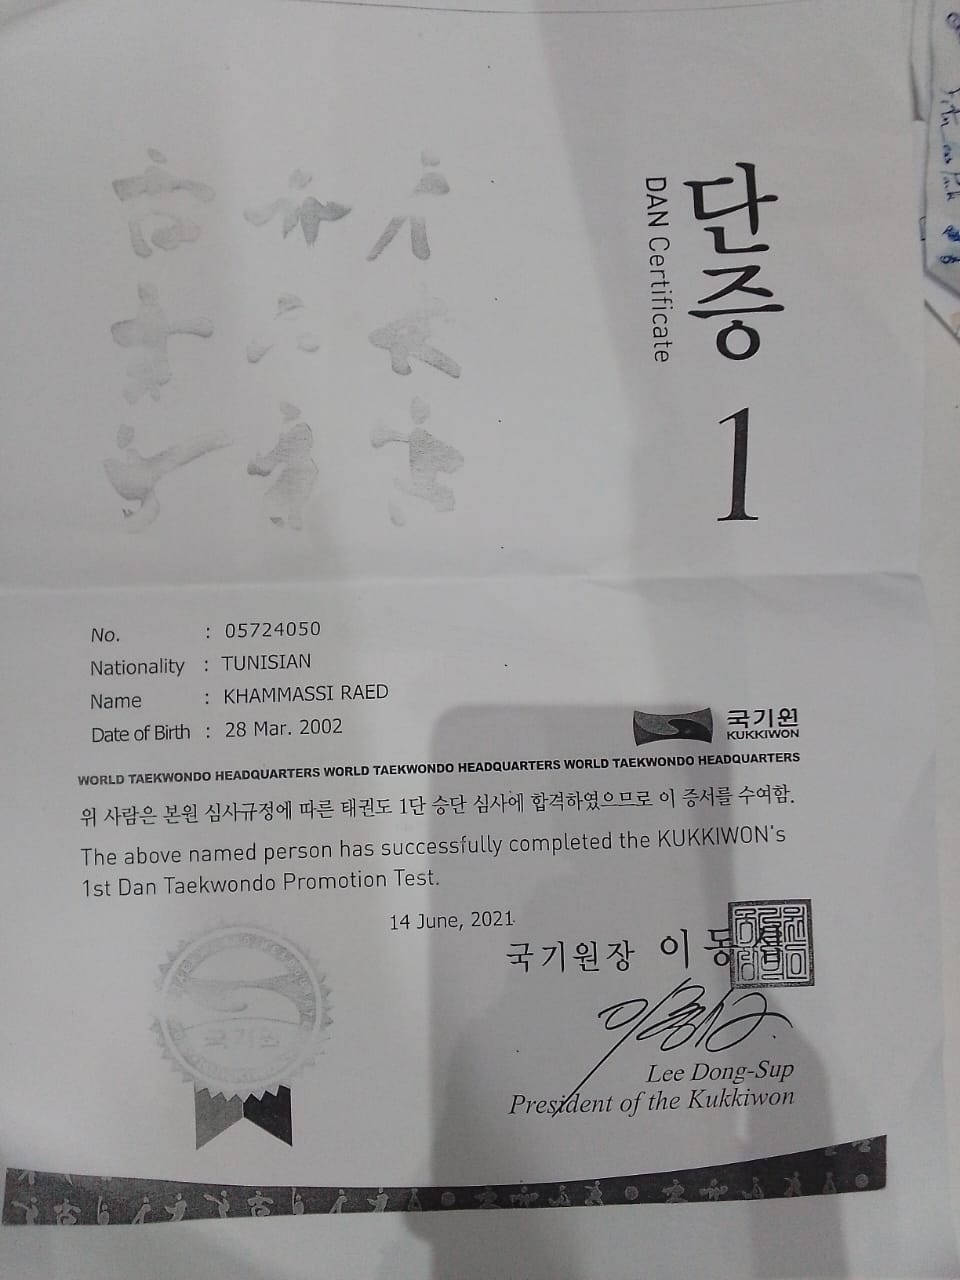 단증
DAN Certificate
1
No. : 05724050
Nationality : TUNISIAN
Name : KHAMMASSI RAED
Date of Birth : 28 Mar. 2002
국기원
KUKKIWON
WORLD TAEKWONDO HEADQUARTERS WORLD TAEKWONDO HEADQUARTERS WORLD TAEKWONDO HEADQUARTERS
위 사람은 본원 심사규정에 따른 태권도 1단 승단 심사에 합격하였으므로 이 증서를 수여함.
The above named person has successfully completed the KUKKIWON's
1st Dan Taekwondo Promotion Test.
14 June, 2021
국기원장 이동
국기원
Lee Dong-Sup
President of the Kukkiwon